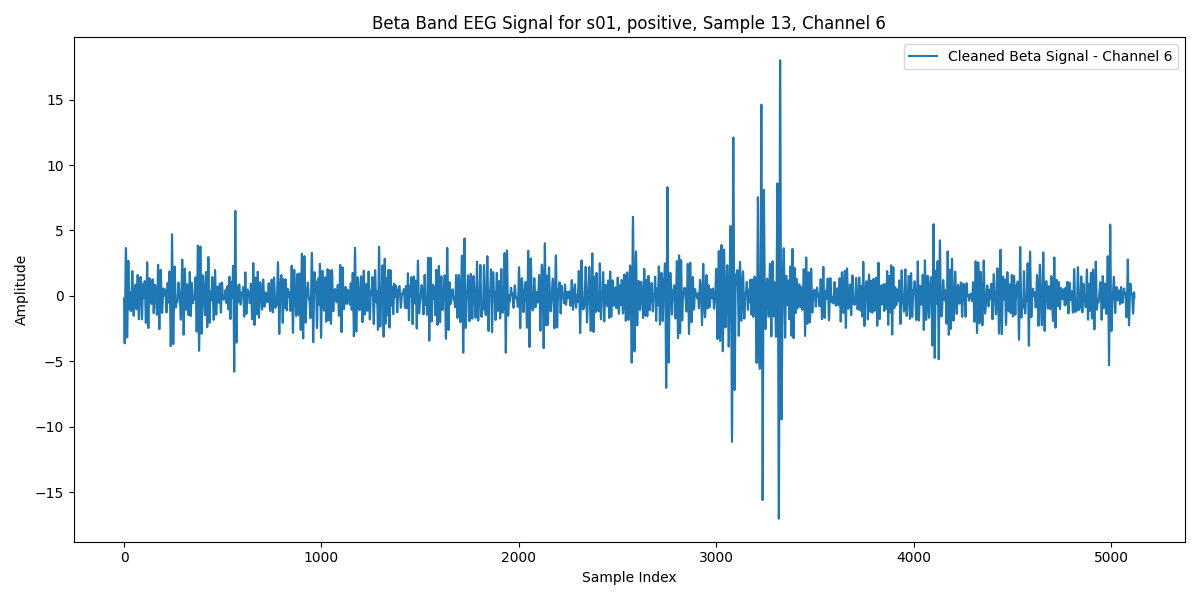 Beta Band EEG Signal for s01, positive, Sample 13, Channel 6
Cleaned Beta Signal - Channel 6
Amplitude
15
10
5
0
−5
−10
−15
0 1000 2000 3000 4000 5000
Sample Index